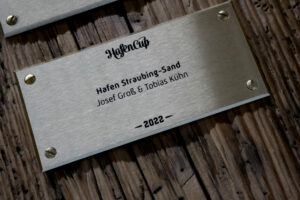 HafenCup
Hafen Straubing-Sand
Josef Groß & Tobias Kühn
—2022—